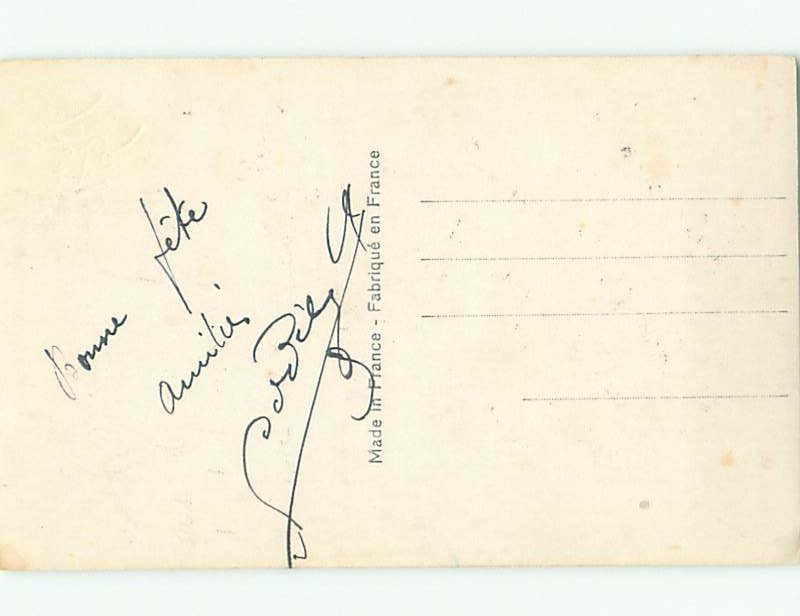 Bonne fête
amitiés
Made in France - Fabriqué en France